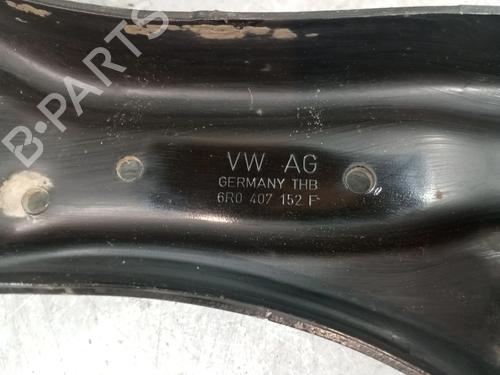 B-PARTS
VW AG
GERMANY THB
6R0 407 152 F